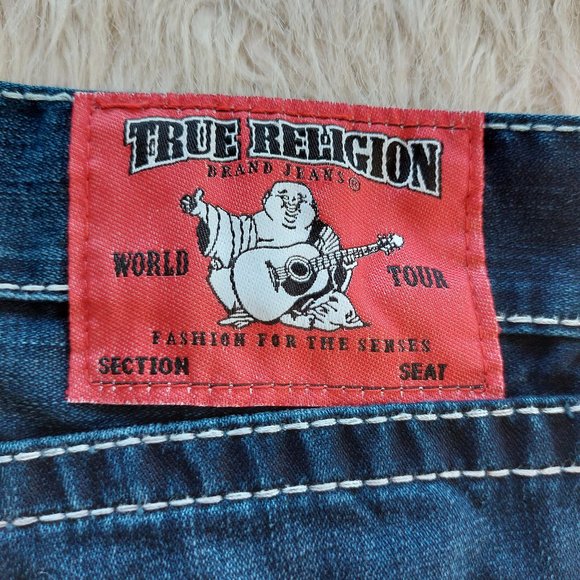 TRUE RELIGION
BRAND JEANS®
WORLD TOUR
FASHION FOR THE SENSES
SECTION SEAT